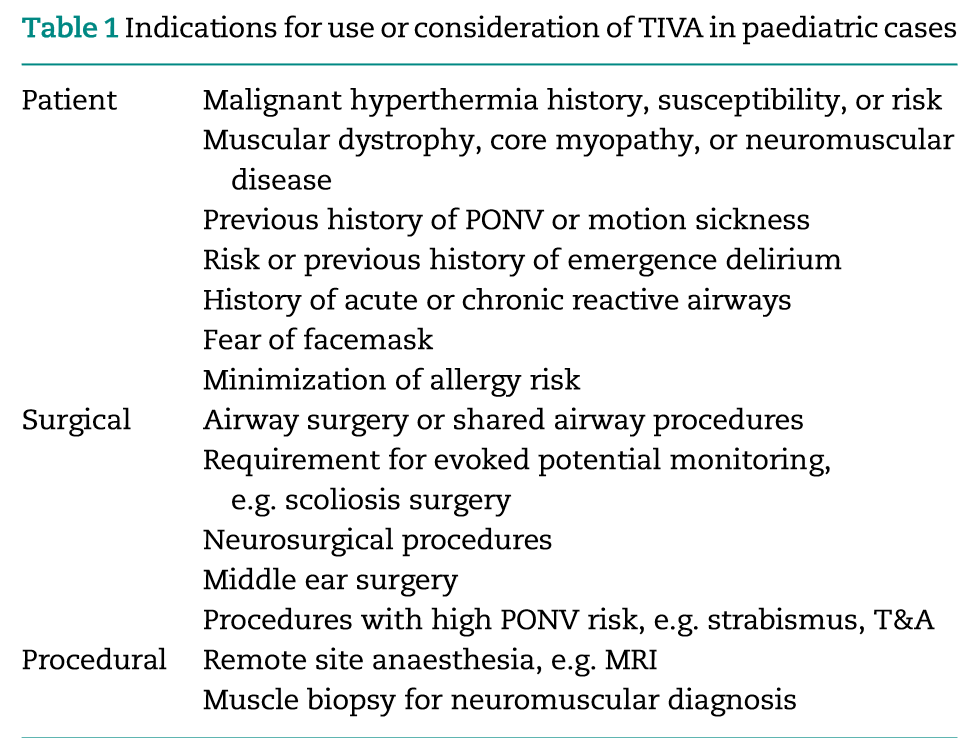 Table 1 Indications for use or consideration of TIVA in paediatric cases
Patient Malignant hyperthermia history, susceptibility, or risk
Muscular dystrophy, core myopathy, or neuromuscular
disease
Previous history of PONV or motion sickness
Risk or previous history of emergence delirium
History of acute or chronic reactive airways
Fear of facemask
Minimization of allergy risk
Surgical Airway surgery or shared airway procedures
Requirement for evoked potential monitoring,
e.g. scoliosis surgery
Neurosurgical procedures
Middle ear surgery
Procedures with high PONV risk, e.g. strabismus, T&A
Procedural Remote site anaesthesia, e.g. MRI
Muscle biopsy for neuromuscular diagnosis